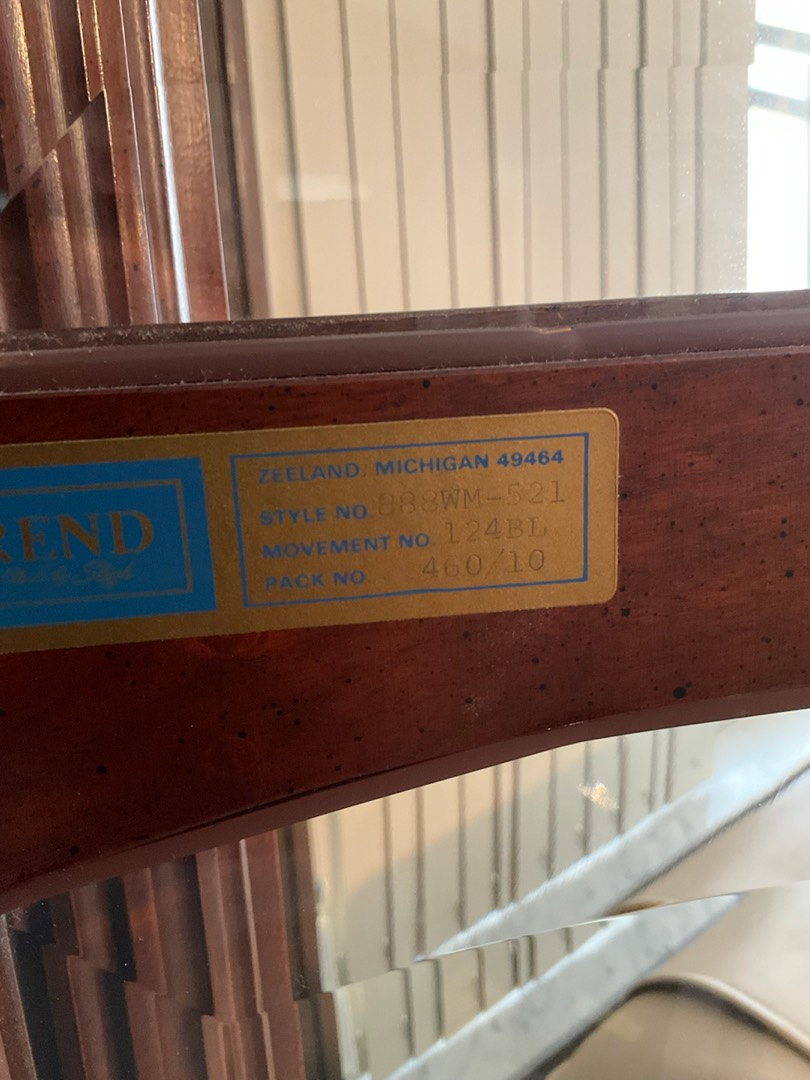 REND
ZEELAND, MICHIGAN 49464
STYLE NO. 888WM-521
MOVEMENT NO. 124BL
PACK NO. 460/10